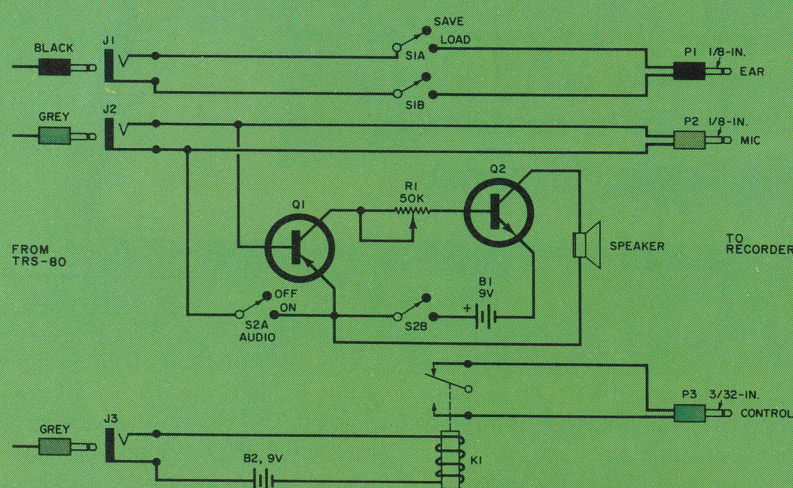 SAVE
BLACK
J1
LOAD
S1A
P1 1/8-IN.
EAR
S1B
J2
GREY
P2 1/8-IN.
MIC
Q1
R1
50K
Q2
FROM
TRS-80
SPEAKER
TO
RECORDER
OFF
ON
S2A
AUDIO
S2B
B1
9V
+
P3 3/32-IN.
CONTROL
J3
GREY
B2, 9V
K1